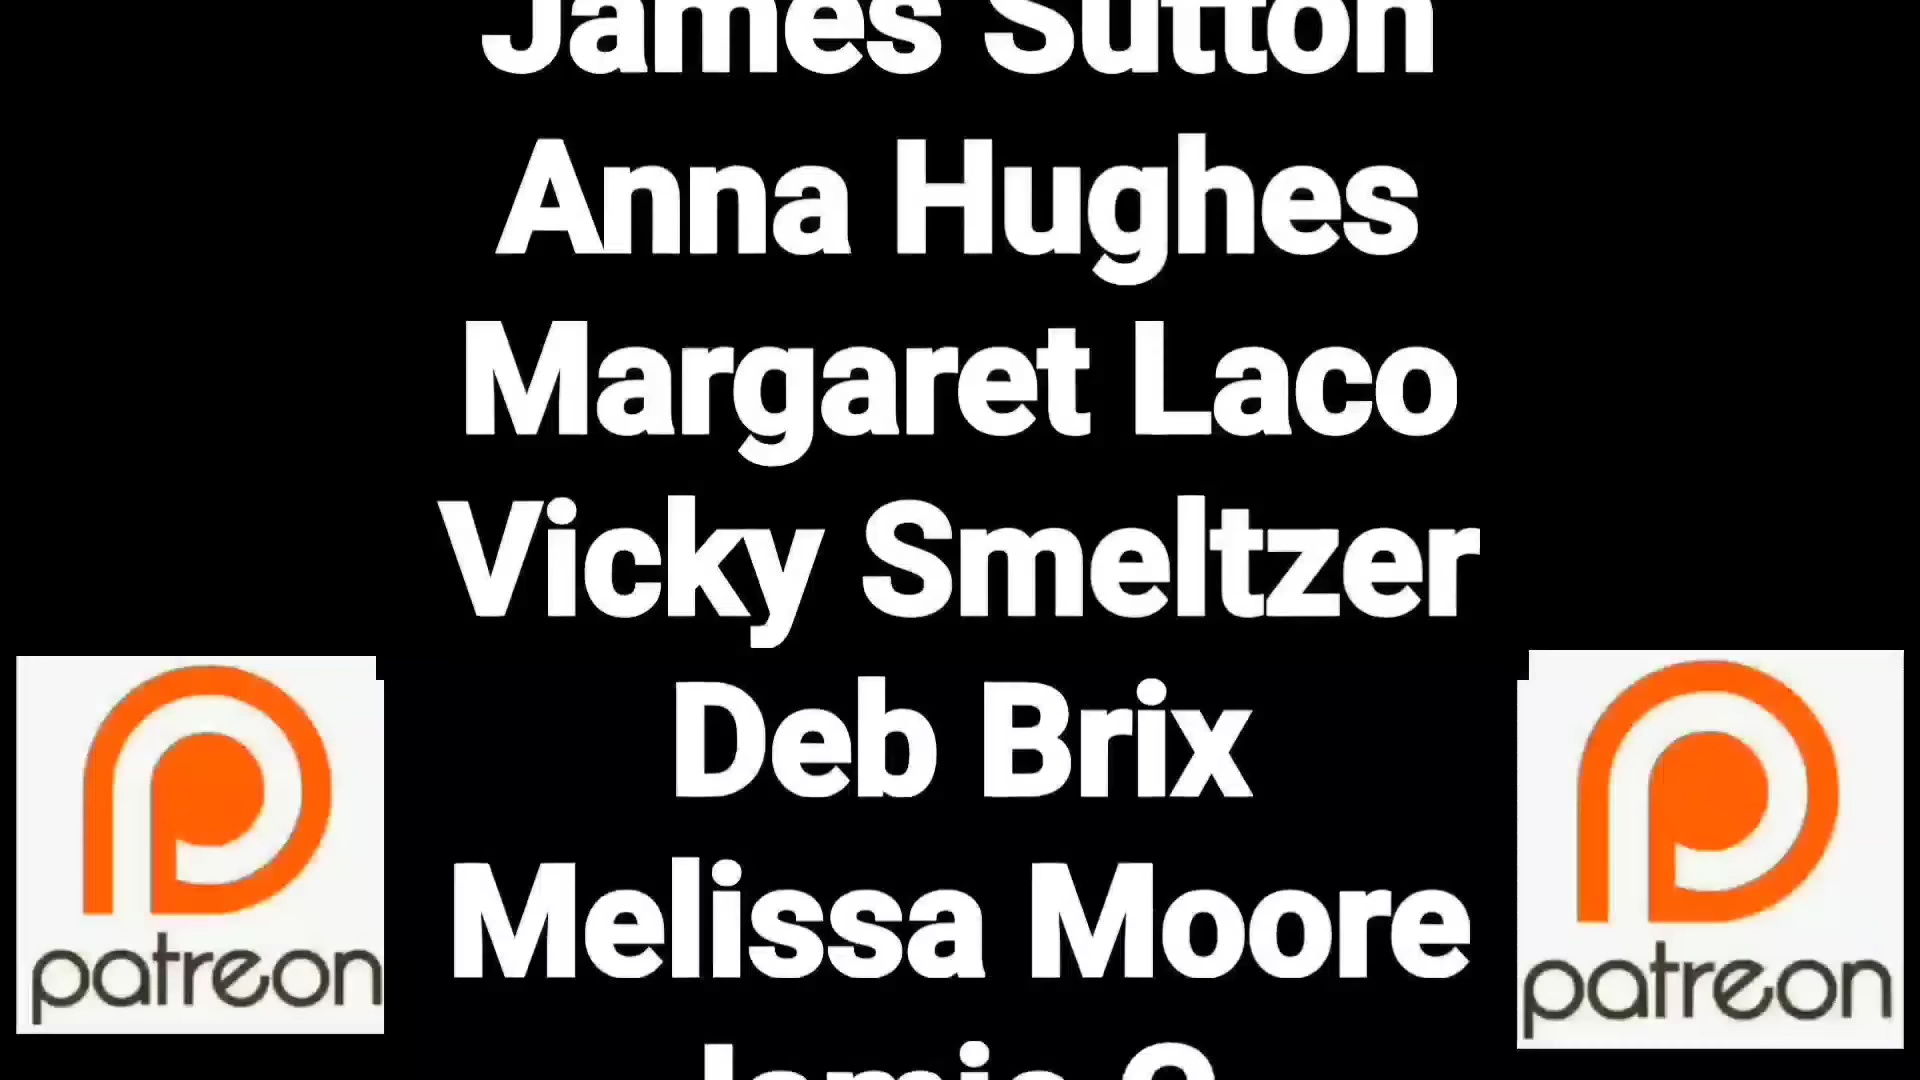 James Sutton
Anna Hughes
Margaret Laco
Vicky Smeltzer
Deb Brix
Melissa Moore
patreon
patreon